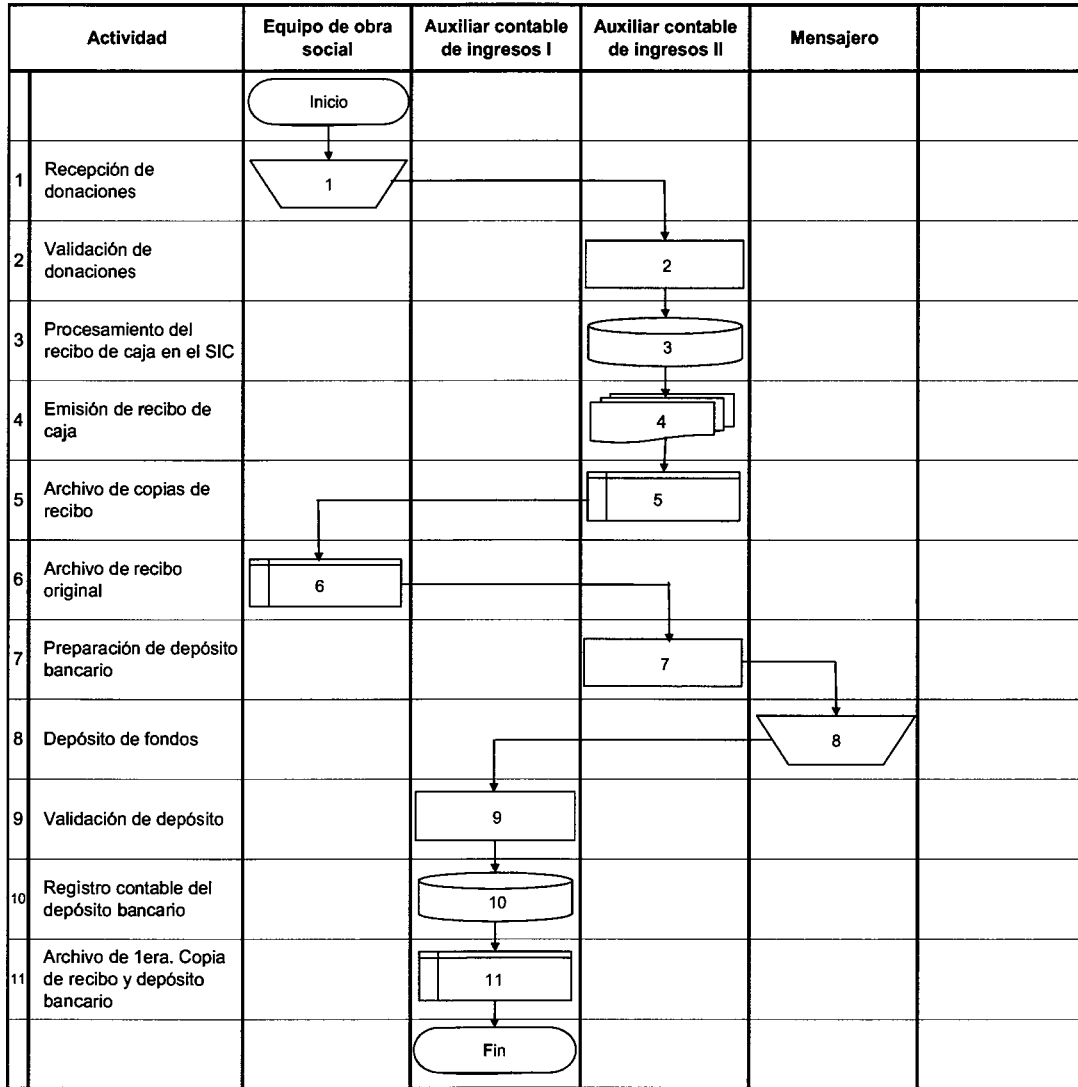 Actividad
Equipo de obra
social
Auxiliar contable
de ingresos I
Auxiliar contable
de ingresos II
Mensajero
Inicio
1
Recepción de
donaciones
1
2
Validación de
donaciones
2
3
Procesamiento del
recibo de caja en el SIC
3
4
Emisión de recibo de
caja
4
5
Archivo de copias de
recibo
5
6
Archivo de recibo
original
6
7
Preparación de depósito
bancario
7
8
Depósito de fondos
8
9
Validación de depósito
9
10
Registro contable del
depósito bancario
10
11
Archivo de 1era. Copia
de recibo y depósito
bancario
11
Fin